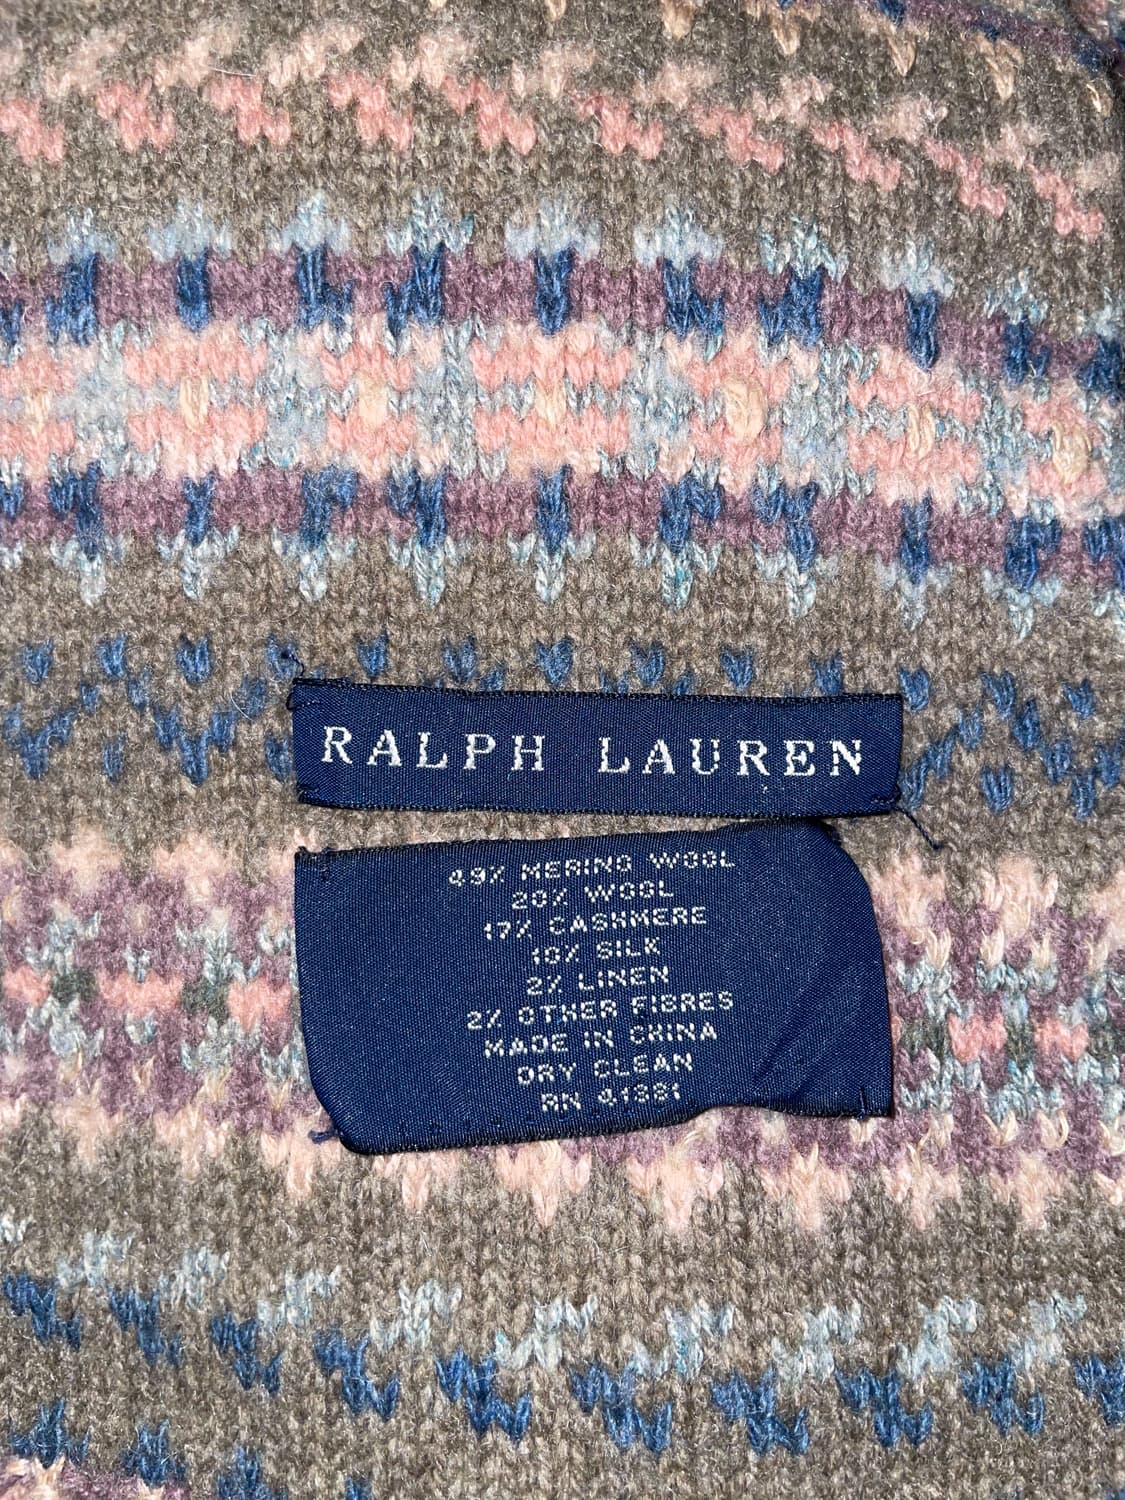 RALPH LAUREN
49% MERINO WOOL
20% WOOL
17% CASHMERE
10% SILK
2% LINEN
2% OTHER FIBRES
MADE IN CHINA
DRY CLEAN
RN 41381